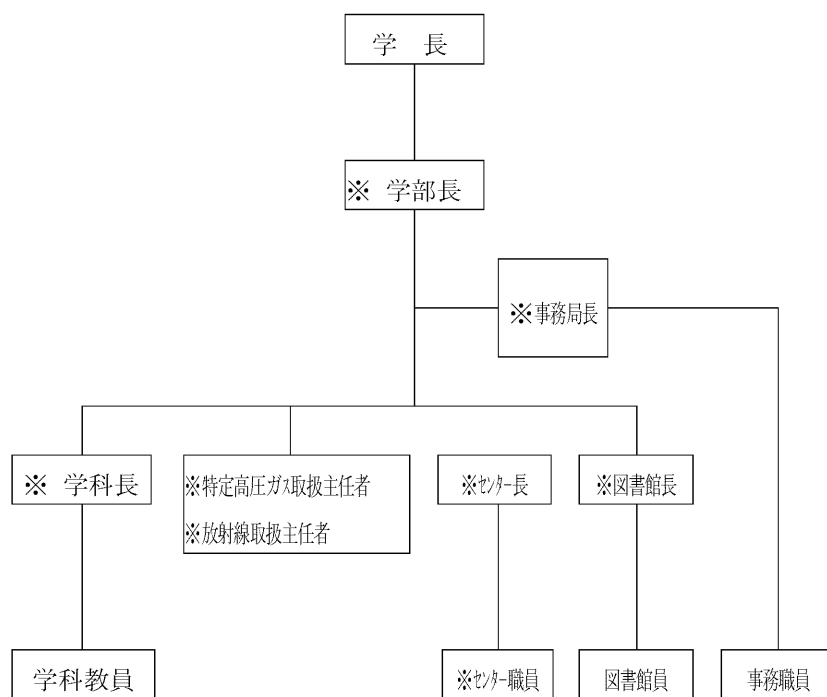 学　長
※ 学部長
※事務局長
※ 学科長
※特定高圧ガス取扱主任者
※放射線取扱主任者
※ｾﾝﾀｰ長
※図書館長
学科教員
※ｾﾝﾀｰ職員
図書館員
事務職員